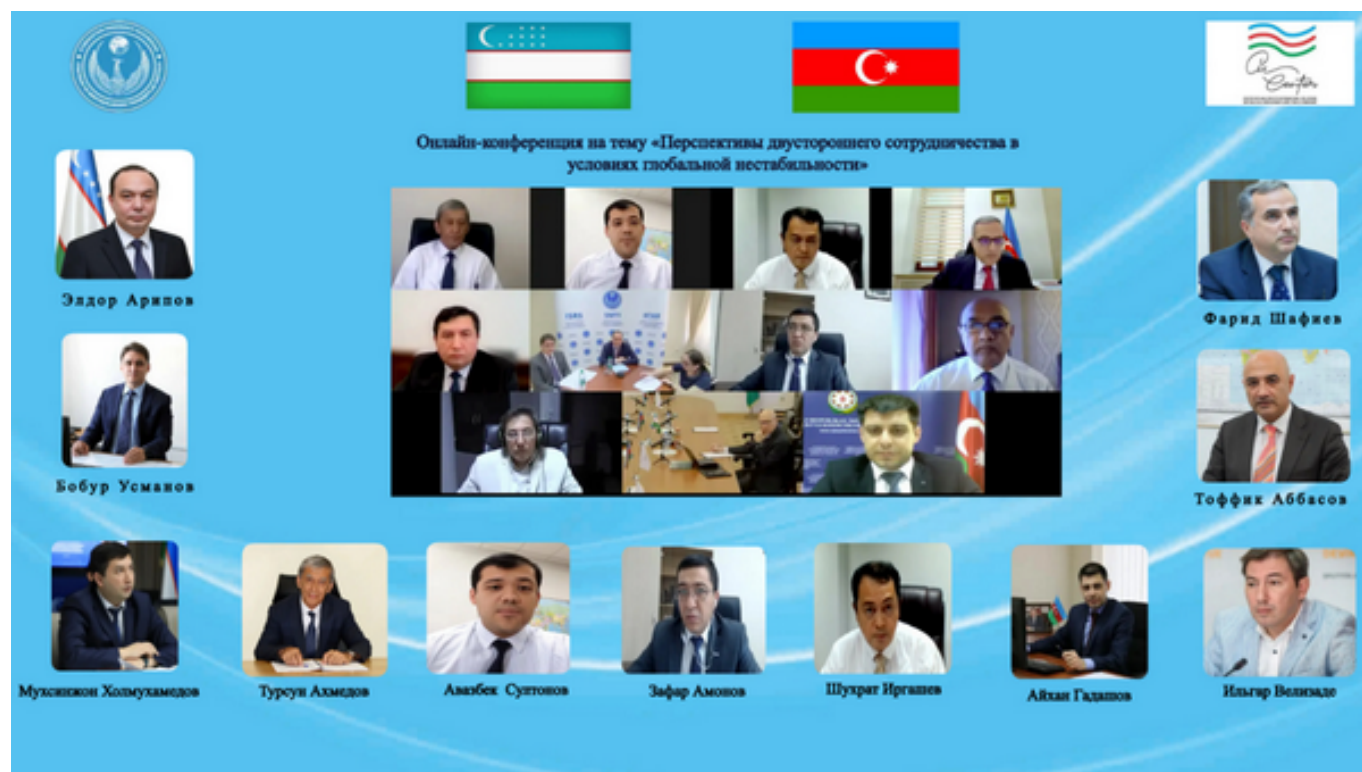 Онлайн-конференция на тему «Перспективы двустороннего сотрудничества в
условиях глобальной нестабильности»
Элдор Арипов
Фарид Шафиев
Бобур Усманов
Тоффик Аббасов
Мухсинжон Холмухамедов
Турсун Ахмедов
Авазбек Султонов
Зафар Амонов
Шухрат Иргашев
Айхан Гадашов
Ильгар Велизаде
Center